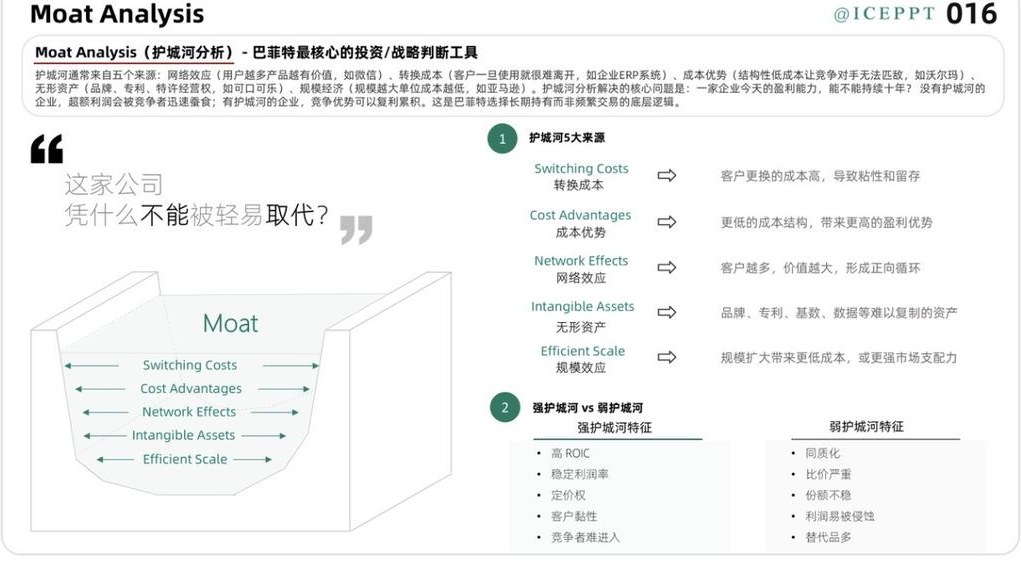 Moat Analysis
@ICEPPT 016
Moat Analysis（护城河分析）- 巴菲特最核心的投资/战略判断工具
护城河通常来自五个来源：网络效应（用户越多产品越有价值，如微信）、转换成本（客户一旦使用就很难离开，如企业ERP系统）、成本优势（结构性低成本让竞争对手无法匹敌，如沃尔玛）、
无形资产（品牌、专利、特许经营权，如可口可乐）、规模经济（规模越大单位成本越低，如亚马逊）。护城河分析解决的核心问题是：一家企业今天的盈利能力，能不能持续十年？ 没有护城河的
企业，超额利润会被竞争者迅速蚕食；有护城河的企业，竞争优势可以复利累积。这是巴菲特选择长期持有而非频繁交易的底层逻辑。
“
这家公司
凭什么不能被轻易取代？
”
Moat
Switching Costs
Cost Advantages
Network Effects
Intangible Assets
Efficient Scale
1 护城河5大来源
Switching Costs
转换成本
客户更换的成本高，导致粘性和留存
Cost Advantages
成本优势
更低的成本结构，带来更高的盈利优势
Network Effects
网络效应
客户越多，价值越大，形成正向循环
Intangible Assets
无形资产
品牌、专利、基数、数据等难以复制的资产
Efficient Scale
规模效应
规模扩大带来更低成本，或更强市场支配力
2 强护城河 vs 弱护城河
强护城河特征
• 高 ROIC
• 稳定利润率
• 定价权
• 客户黏性
• 竞争者难进入
弱护城河特征
• 同质化
• 比价严重
• 份额不稳
• 利润易被侵蚀
• 替代品多